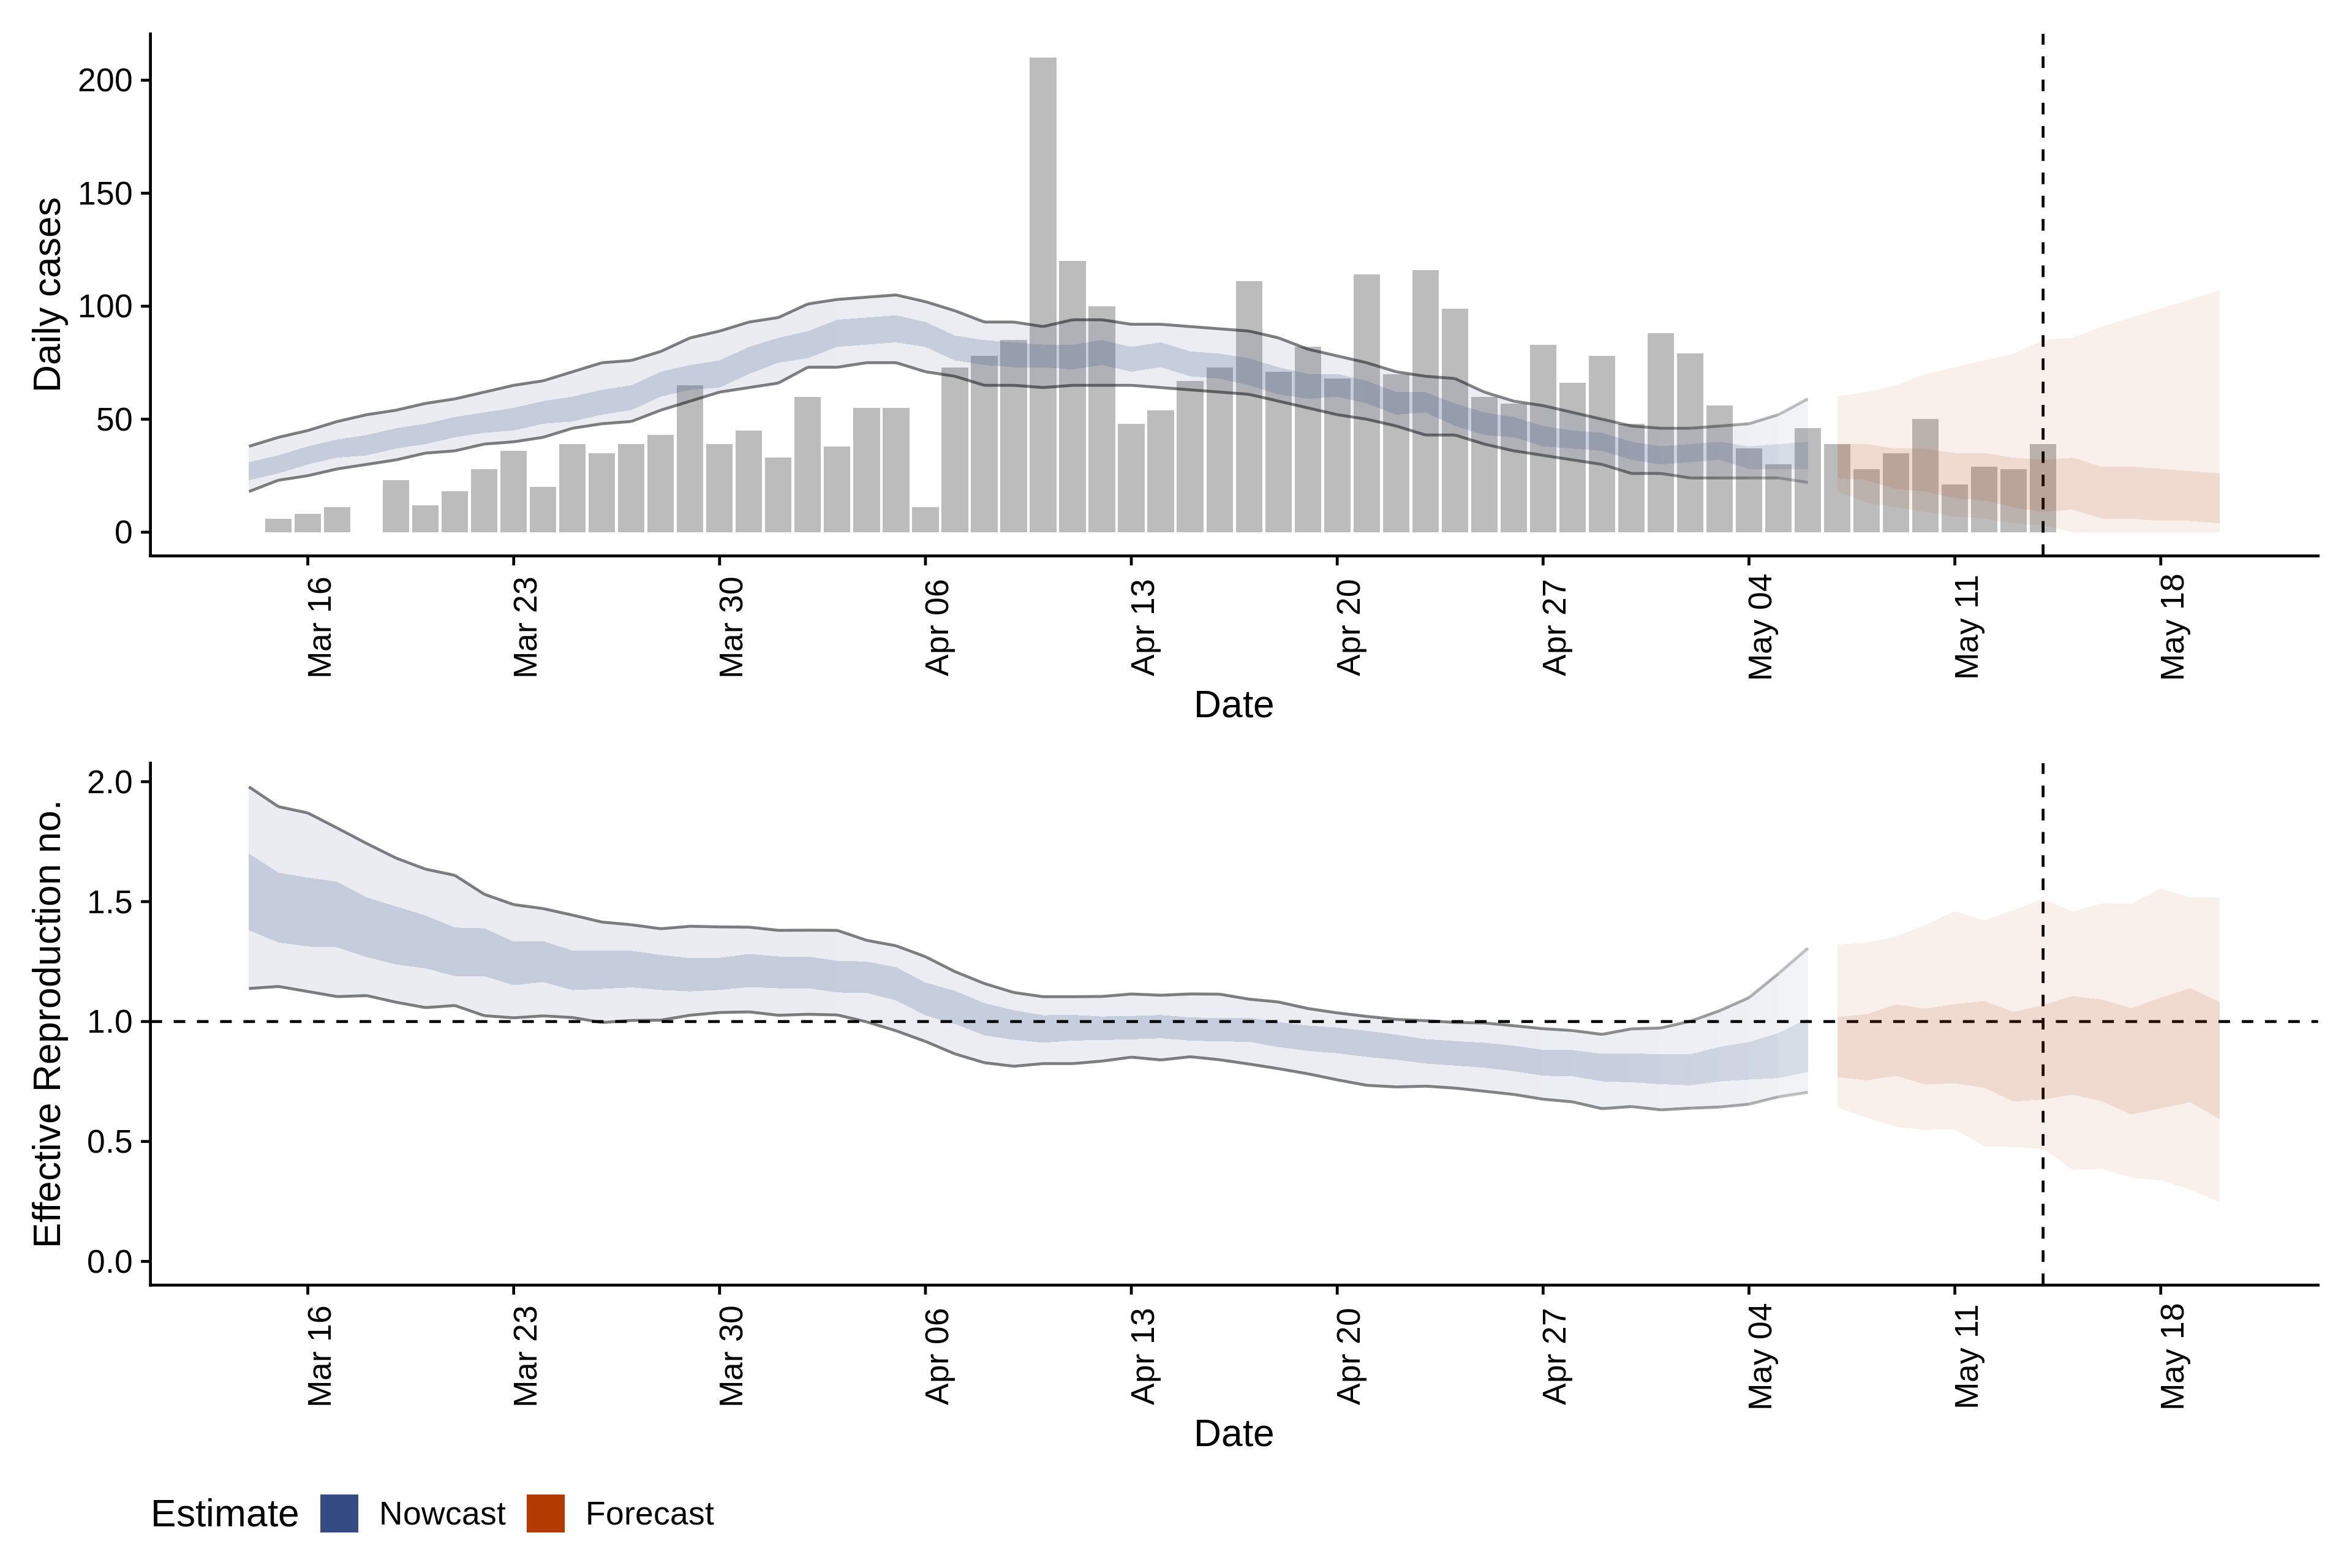 Daily cases
200
150
100
50
0
Mar 16
Mar 23
Mar 30
Apr 06
Apr 13
Apr 20
Apr 27
May 04
May 11
May 18
Date
Effective Reproduction no.
2.0
1.5
1.0
0.5
0.0
Mar 16
Mar 23
Mar 30
Apr 06
Apr 13
Apr 20
Apr 27
May 04
May 11
May 18
Date
Estimate Nowcast Forecast